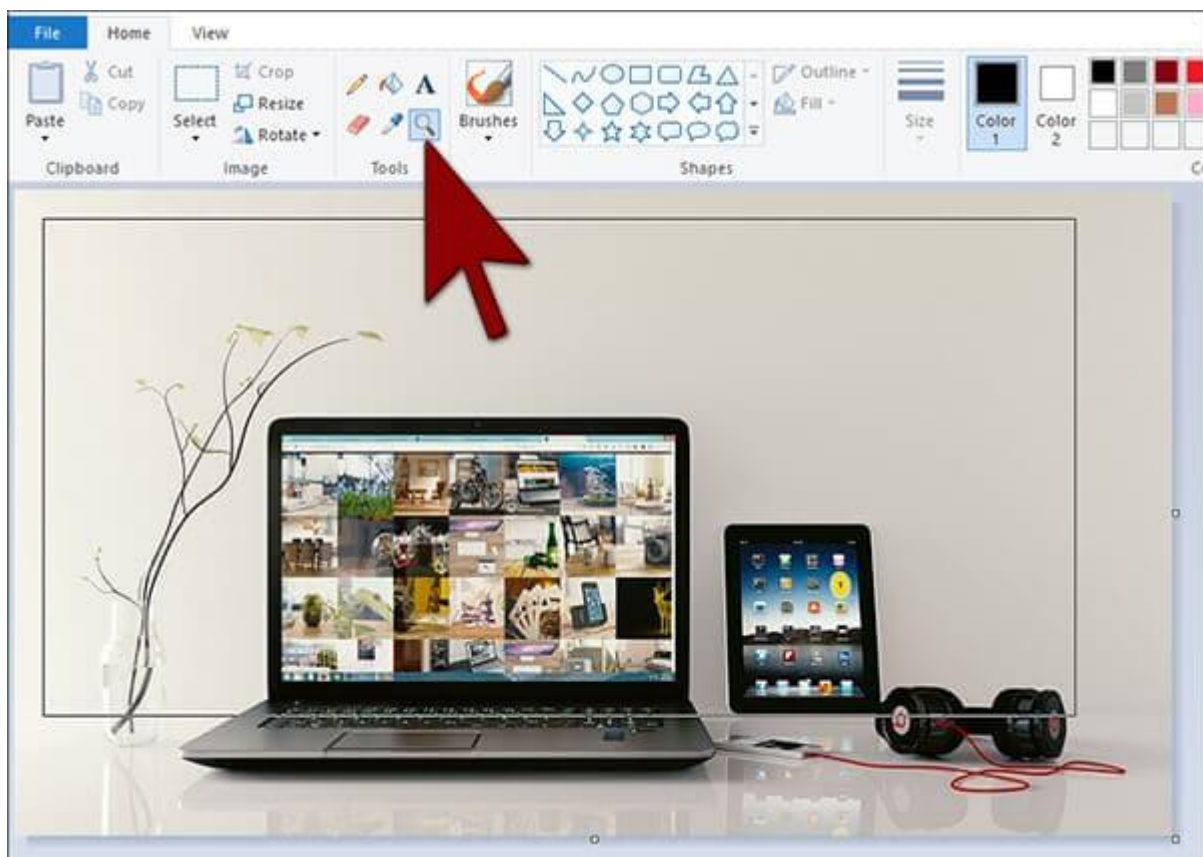 File Home View
Cut
Copy
Paste
Clipboard
Crop
Resize
Rotate
Select
Image
A
Tools
Brushes
Shapes
Outline
Fill
Size
Color 1
Color 2